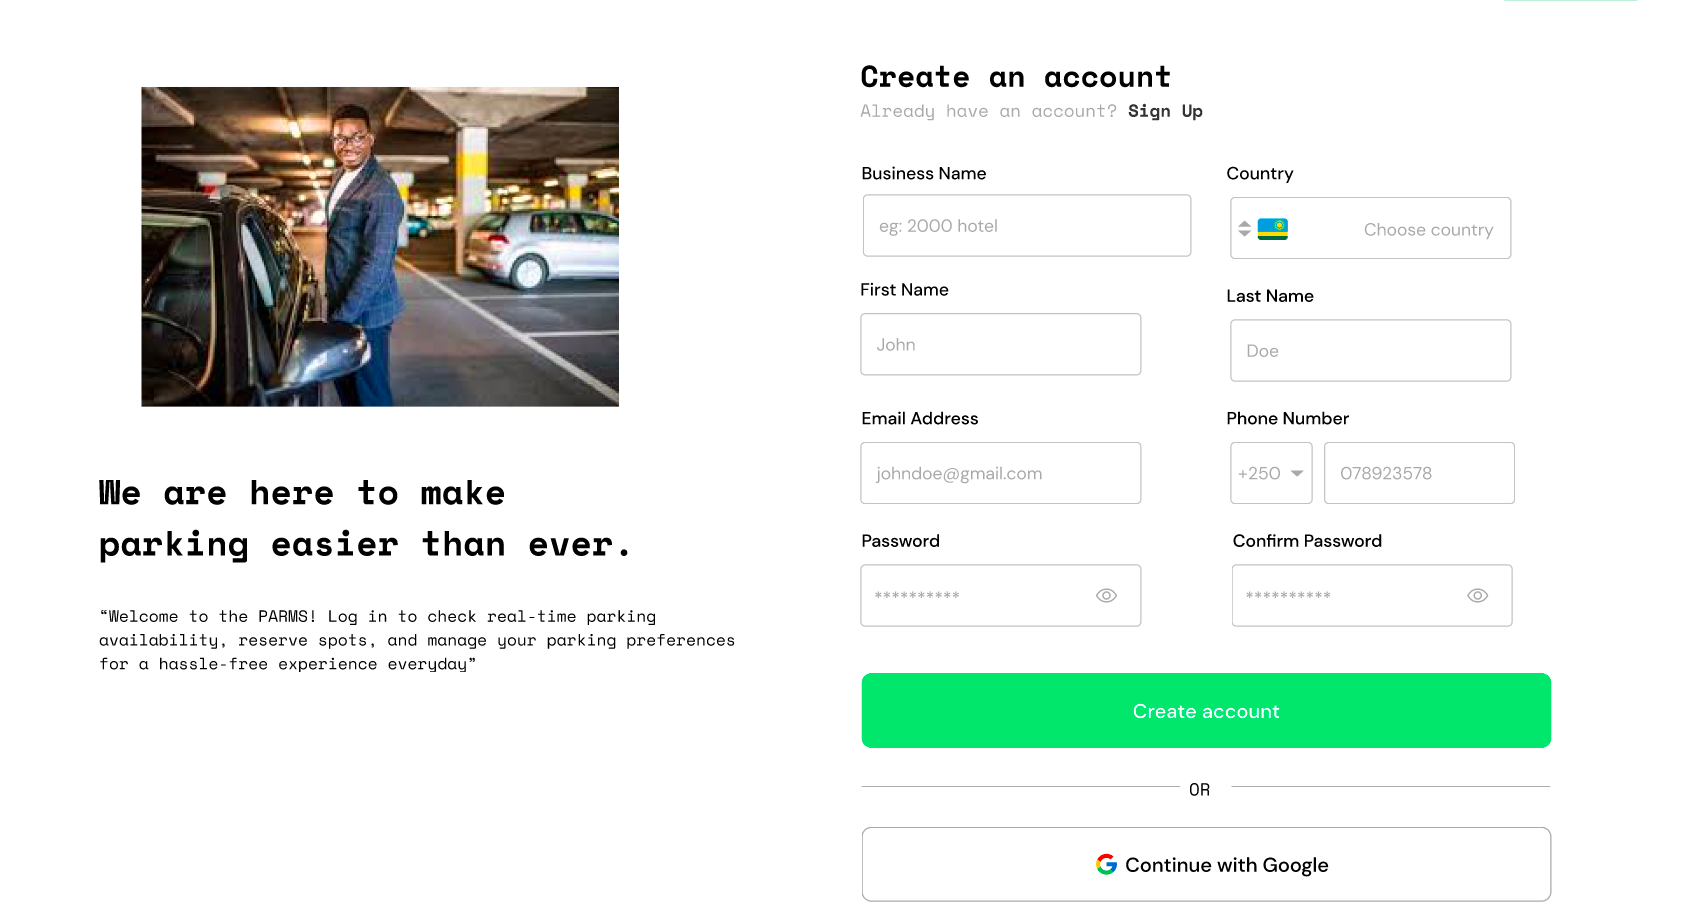 Create an account
Already have an account? Sign Up
Business Name
Country
eg: 2000 hotel
Choose country
First Name
Last Name
John
Doe
Email Address
Phone Number
johndoe@gmail.com
+250
078923578
Password
Confirm Password
**********
**********
Create account
OR
Continue with Google
We are here to make
parking easier than ever.
“Welcome to the PARMS! Log in to check real-time parking
availability, reserve spots, and manage your parking preferences
for a hassle-free experience everyday”